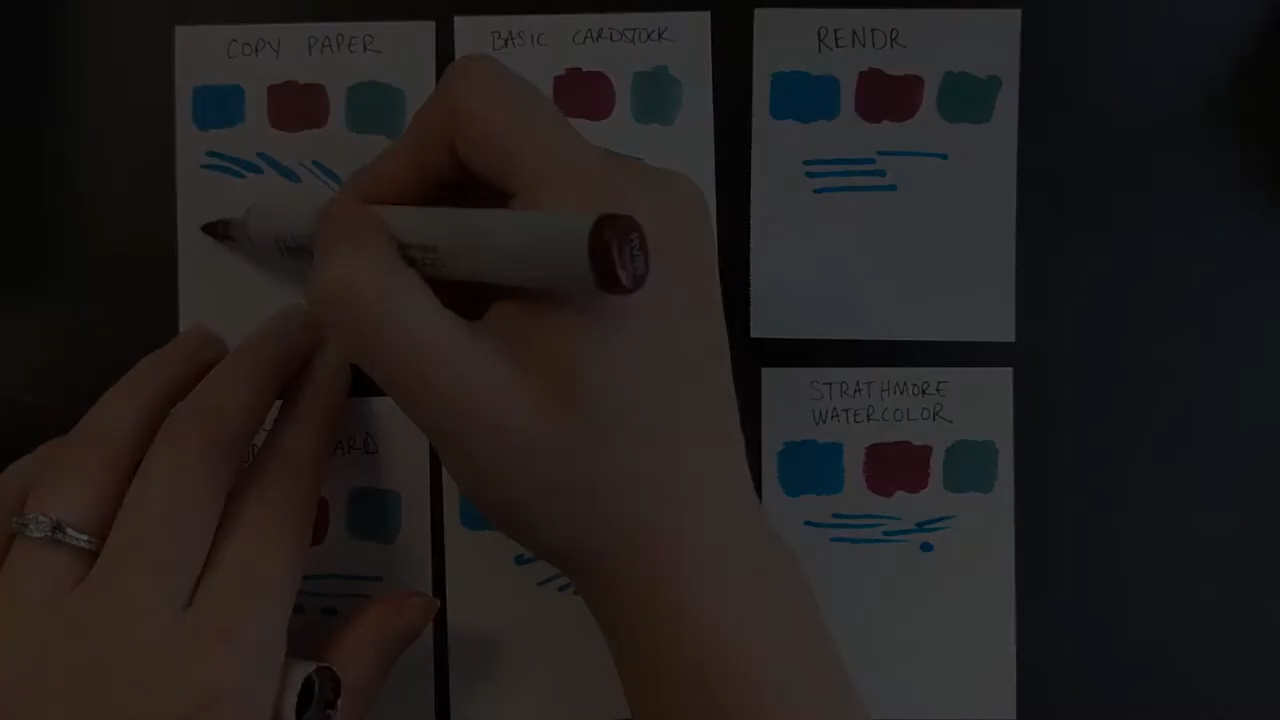 COPY PAPER
BASIC CARDSTOCK
RENDR
STRATHMORE
WATERCOLOR